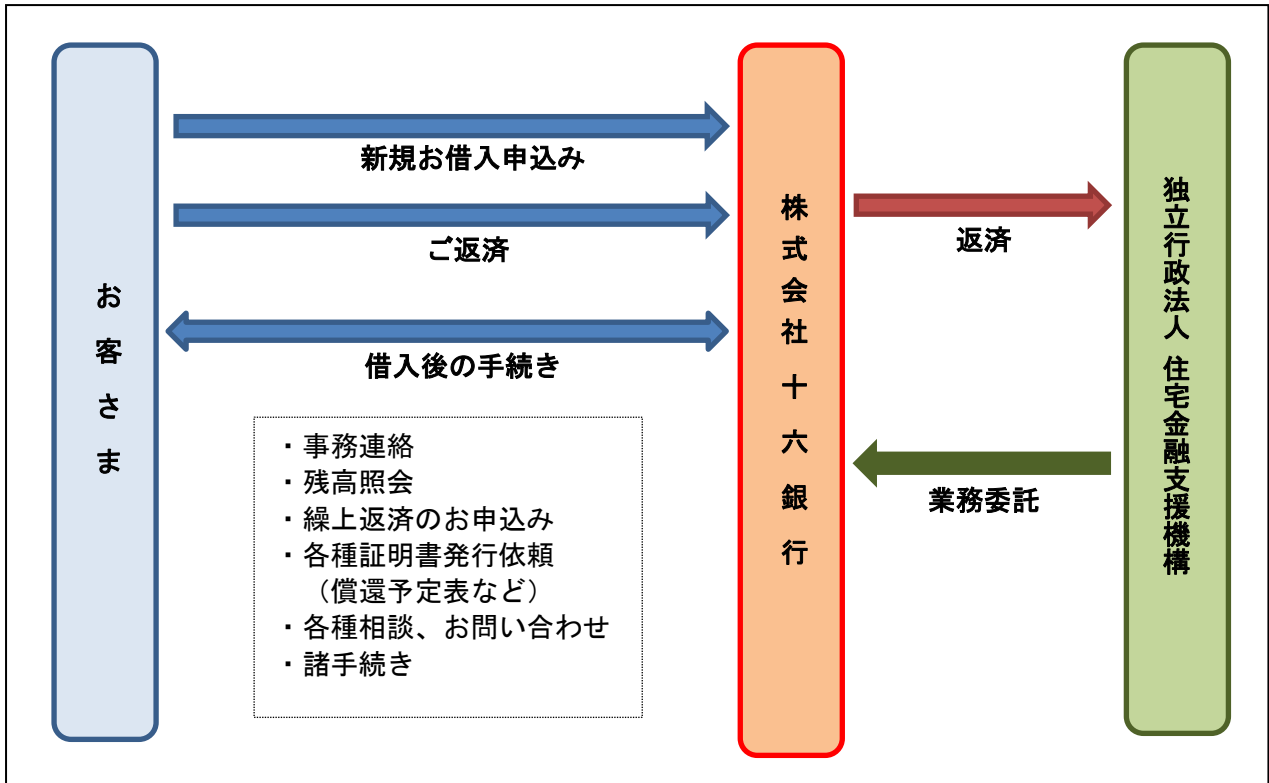 お客さま
新規お借入申込み
ご返済
借入後の手続き
・事務連絡
・残高照会
・繰上返済のお申込み
・各種証明書発行依頼
（償還予定表など）
・各種相談、お問い合わせ
・諸手続き
株式会社十六銀行
返済
業務委託
独立行政法人 住宅金融支援機構